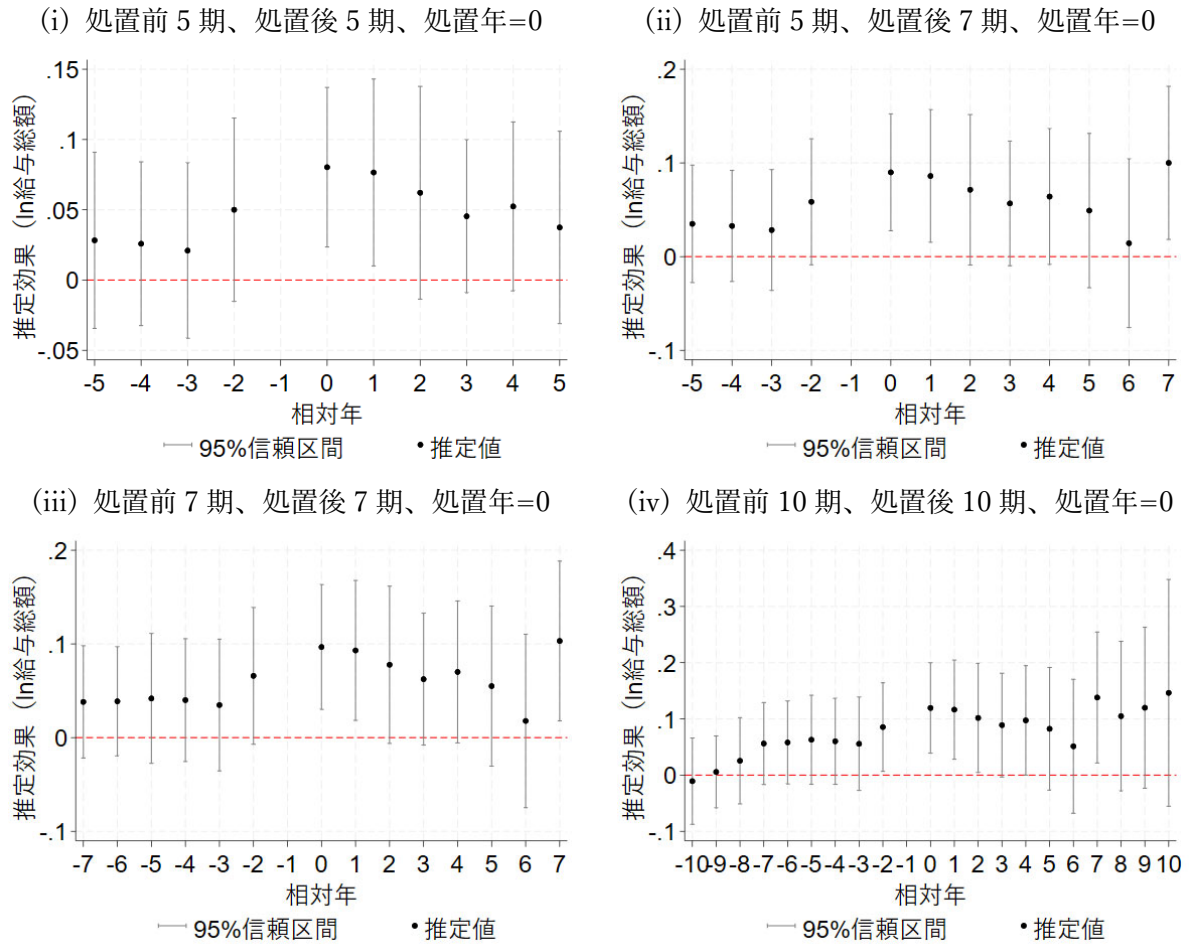 (i) 処置前 5 期、処置後 5 期、処置年=0
.15
.1
.05
0
-.05
推定効果（ln給与総額）
-5 -4 -3 -2 -1 0 1 2 3 4 5
相対年
95%信頼区間 推定値
(ii) 処置前 5 期、処置後 7 期、処置年=0
.2
.1
0
-.1
推定効果（ln給与総額）
-5 -4 -3 -2 -1 0 1 2 3 4 5 6 7
相対年
95%信頼区間 推定値
(iii) 処置前 7 期、処置後 7 期、処置年=0
.2
.1
0
-.1
推定効果（ln給与総額）
-7 -6 -5 -4 -3 -2 -1 0 1 2 3 4 5 6 7
相対年
95%信頼区間 推定値
(iv) 処置前 10 期、処置後 10 期、処置年=0
.4
.3
.2
.1
0
-.1
推定効果（ln給与総額）
-10 -9 -8 -7 -6 -5 -4 -3 -2 -1 0 1 2 3 4 5 6 7 8 9 10
相対年
95%信頼区間 推定値